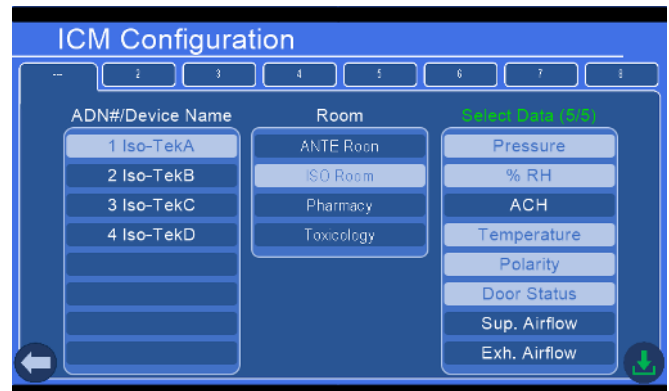 ICM Configuration
--- 2 3 4 5 6 7 8
ADN#/Device Name
1 Iso-TekA
2 Iso-TekB
3 Iso-TekC
4 Iso-TekD
Room
ANTE Roon
ISO Room
Pharmacy
Toxicology
Select Data (5/5)
Pressure
% RH
ACH
Temperature
Polarity
Door Status
Sup. Airflow
Exh. Airflow